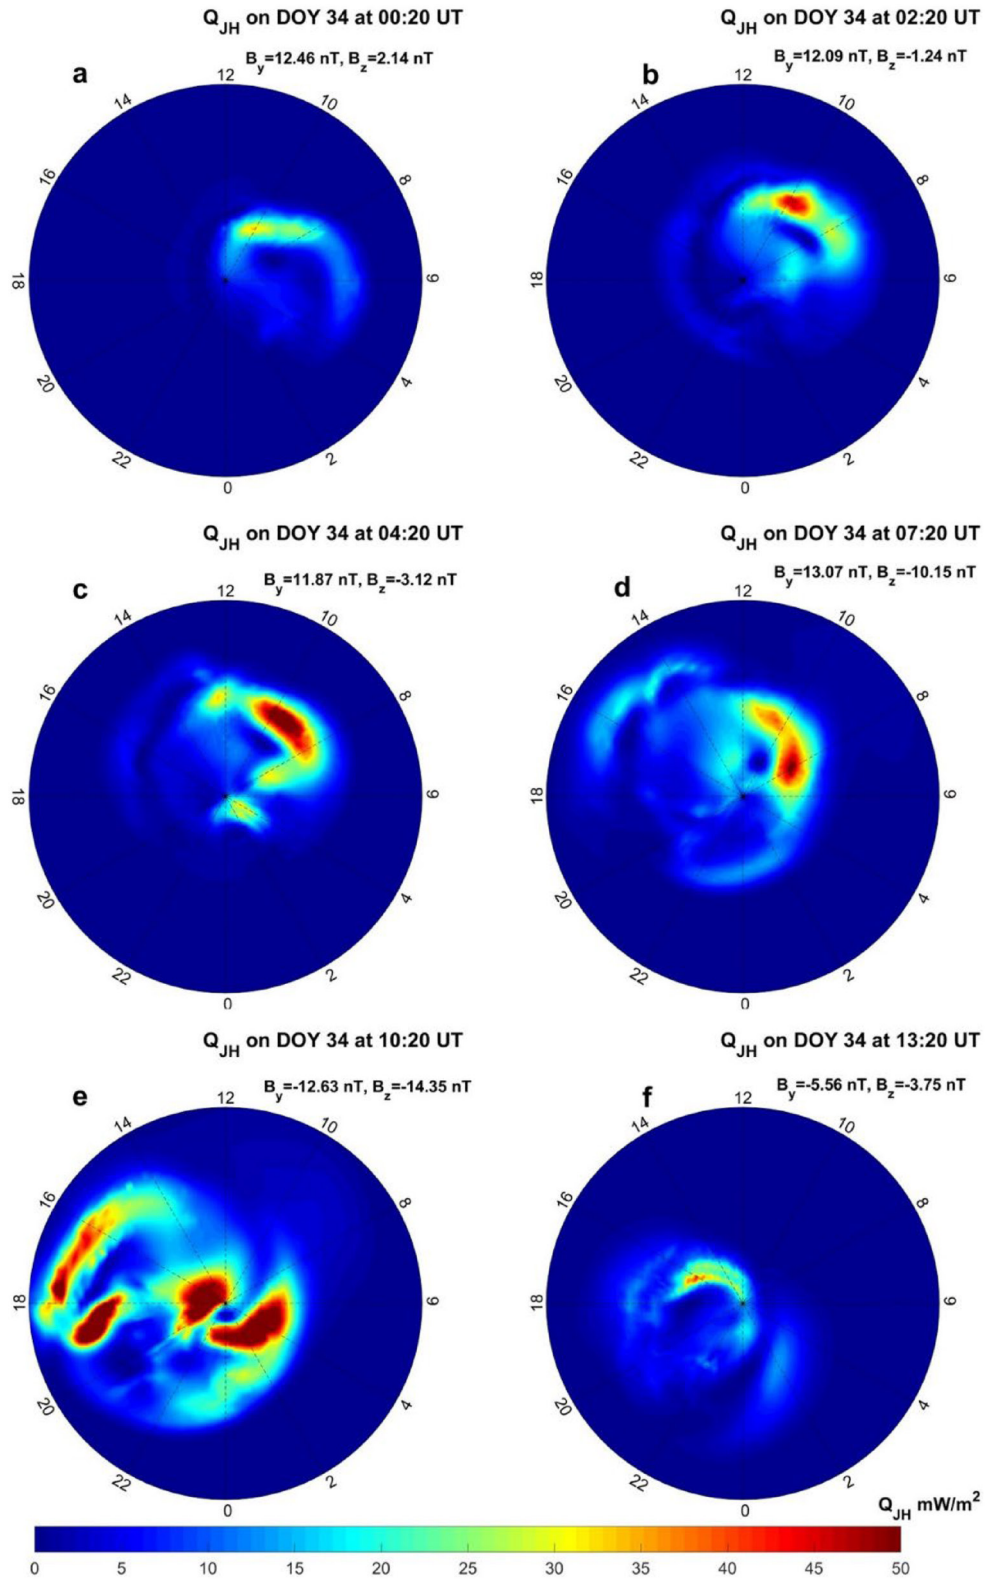 Q_JH on DOY 34 at 00:20 UT
B_y=12.46 nT, B_z=2.14 nT
a
12
14 10
16 8
18 6
20 4
22 2
0
Q_JH on DOY 34 at 02:20 UT
B_y=12.09 nT, B_z=-1.24 nT
b
12
14 10
16 8
18 6
20 4
22 2
0
Q_JH on DOY 34 at 04:20 UT
B_y=11.87 nT, B_z=-3.12 nT
c
12
14 10
16 8
18 6
20 4
22 2
0
Q_JH on DOY 34 at 07:20 UT
B_y=13.07 nT, B_z=-10.15 nT
d
12
14 10
16 8
18 6
20 4
22 2
0
Q_JH on DOY 34 at 10:20 UT
B_y=-12.63 nT, B_z=-14.35 nT
e
12
14 10
16 8
18 6
20 4
22 2
0
Q_JH on DOY 34 at 13:20 UT
B_y=-5.56 nT, B_z=-3.75 nT
f
12
14 10
16 8
18 6
20 4
22 2
0
Q_JH mW/m²
0 5 10 15 20 25 30 35 40 45 50